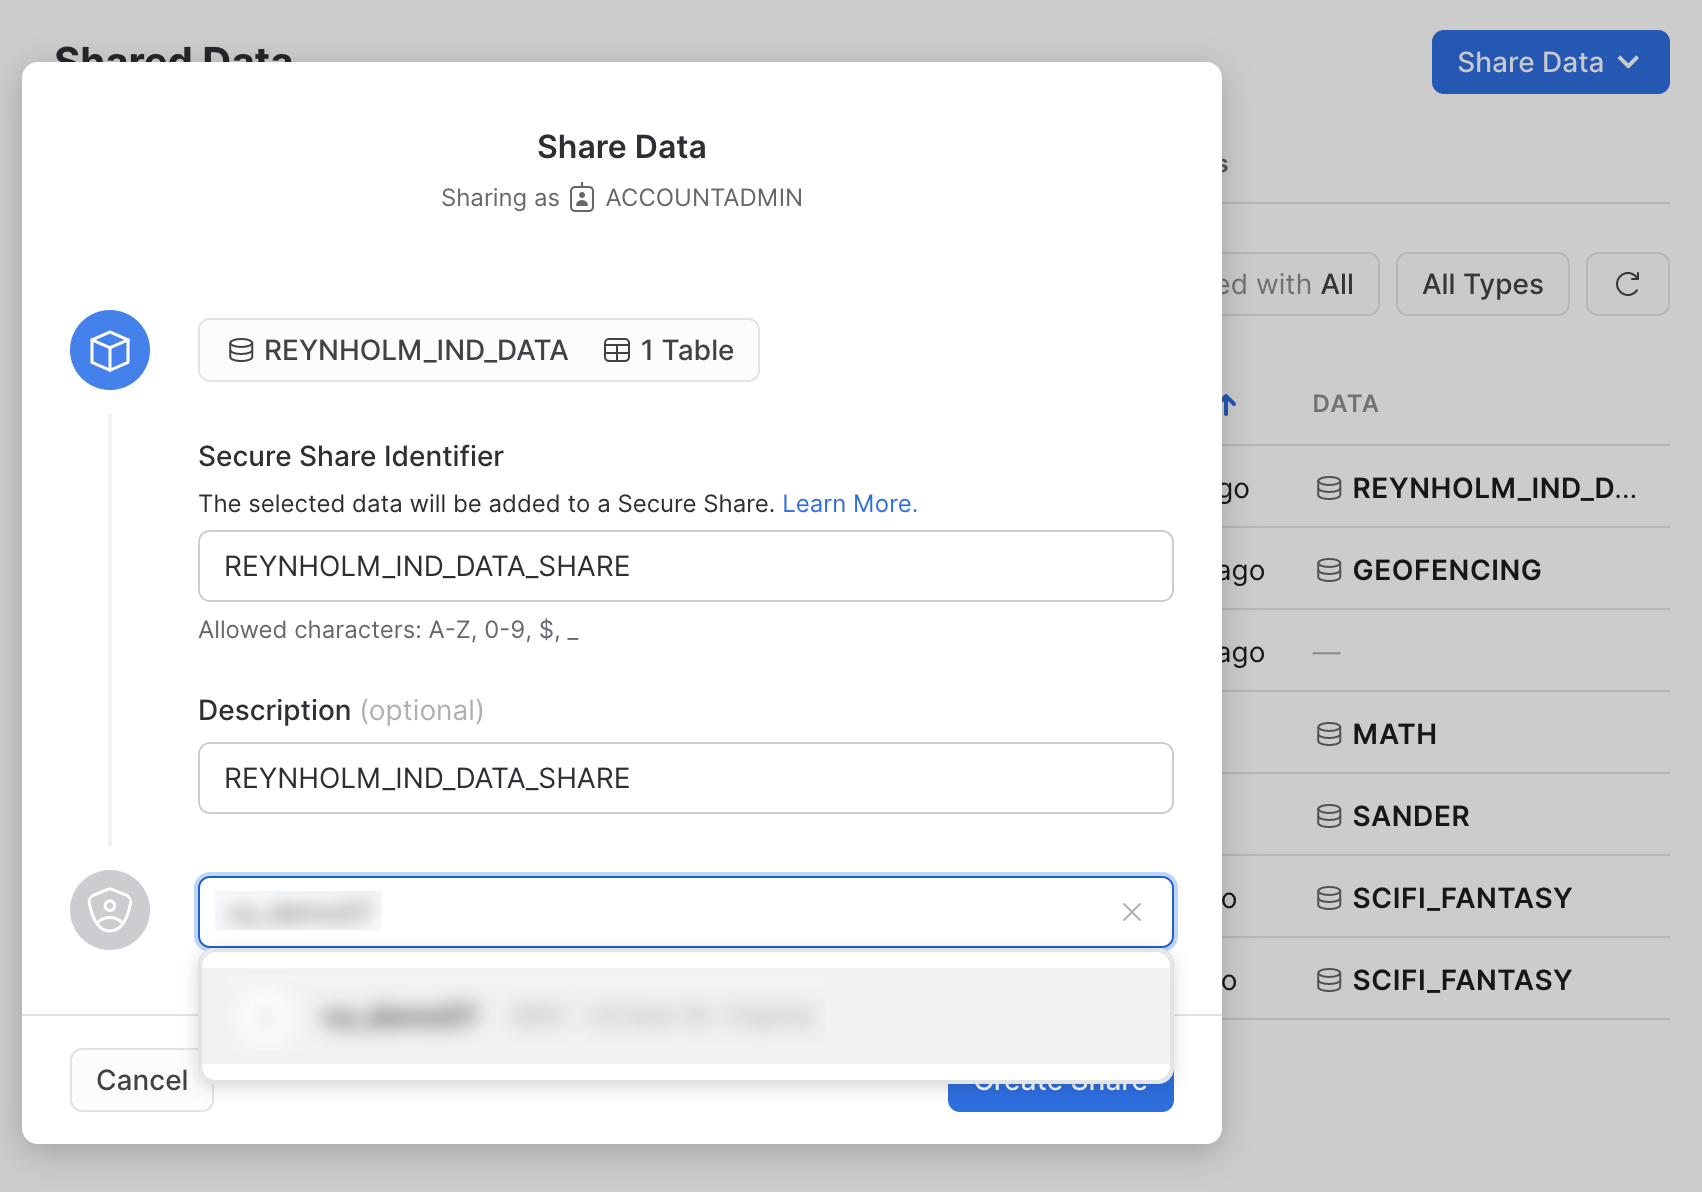 Shared Data
Share Data
Share Data
Sharing as ACCOUNTADMIN
s
ed with All
All Types
REYNHOLM_IND_DATA 1 Table
DATA
Secure Share Identifier
The selected data will be added to a Secure Share. Learn More.
go REYNHOLM_IND_D...
REYNHOLM_IND_DATA_SHARE
ago GEOFENCING
Allowed characters: A-Z, 0-9, $, _
ago —
Description (optional)
MATH
REYNHOLM_IND_DATA_SHARE
SANDER
o SCIFI_FANTASY
o SCIFI_FANTASY
Cancel
Create Share